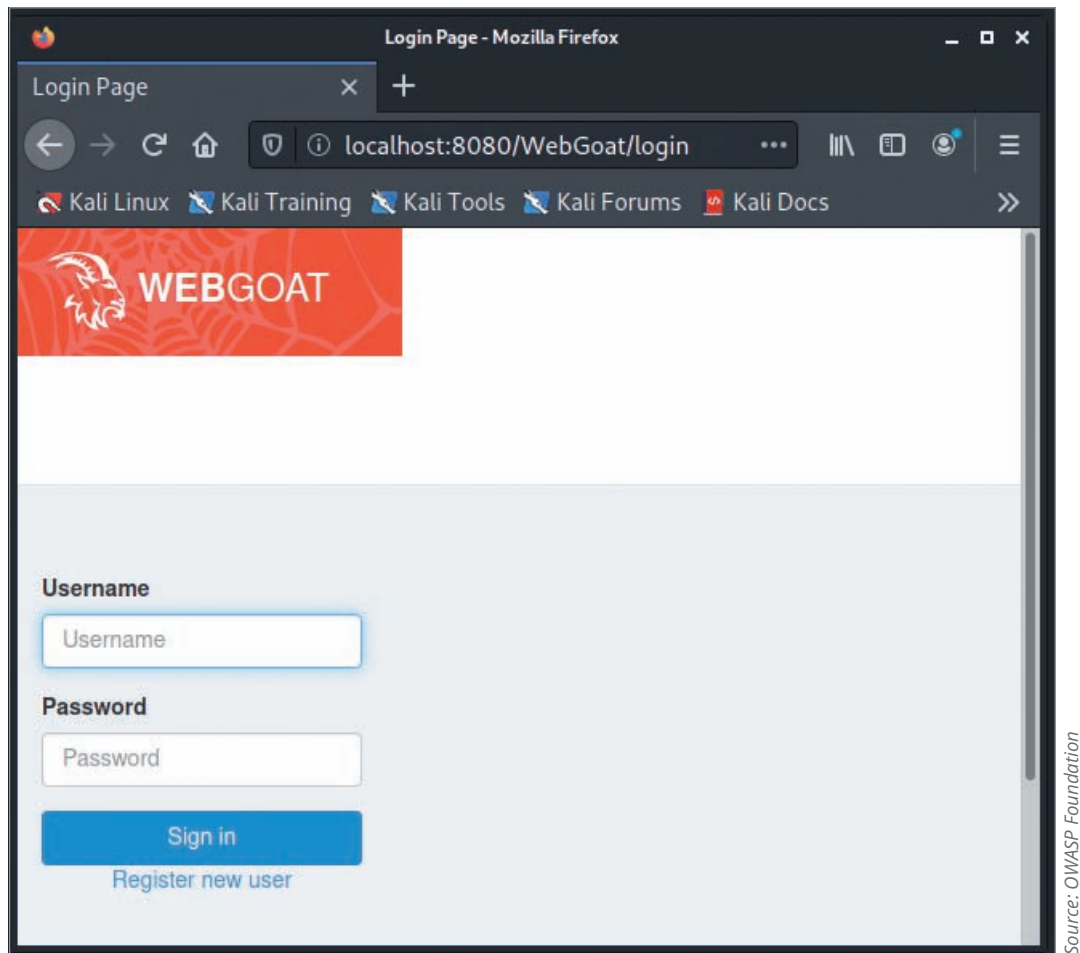 Login Page - Mozilla Firefox
Login Page
localhost:8080/WebGoat/login
Kali Linux Kali Training Kali Tools Kali Forums Kali Docs
WEBGOAT
Username
Username
Password
Password
Sign in
Register new user
Source: OWASP Foundation